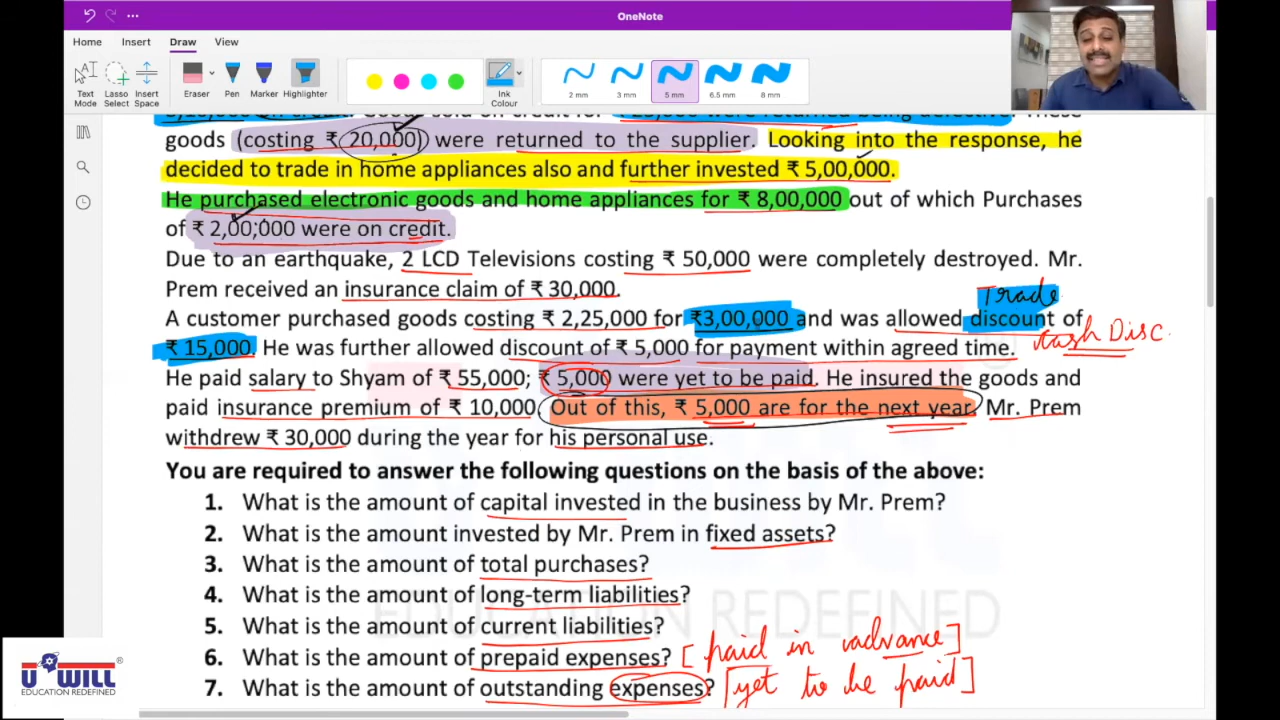 OneNote
Home Insert Draw View
Text Mode
Lasso Select
Insert Space
Eraser
Pen
Marker
Highlighter
Ink Colour
2 mm
3 mm
5 mm
6.5 mm
8 mm
goods (costing ₹ 20,000) were returned to the supplier. Looking into the response, he
decided to trade in home appliances also and further invested ₹ 5,00,000.
He purchased electronic goods and home appliances for ₹ 8,00,000 out of which Purchases
of ₹ 2,00,000 were on credit.
Due to an earthquake, 2 LCD Televisions costing ₹ 50,000 were completely destroyed. Mr.
Prem received an insurance claim of ₹ 30,000.
Trade
A customer purchased goods costing ₹ 2,25,000 for ₹3,00,000 and was allowed discount of
₹ 15,000. He was further allowed discount of ₹ 5,000 for payment within agreed time.
Cash Disc
He paid salary to Shyam of ₹ 55,000; ₹ 5,000 were yet to be paid. He insured the goods and
paid insurance premium of ₹ 10,000. Out of this, ₹ 5,000 are for the next year. Mr. Prem
withdrew ₹ 30,000 during the year for his personal use.
You are required to answer the following questions on the basis of the above:
1. What is the amount of capital invested in the business by Mr. Prem?
2. What is the amount invested by Mr. Prem in fixed assets?
3. What is the amount of total purchases?
4. What is the amount of long-term liabilities?
5. What is the amount of current liabilities?
6. What is the amount of prepaid expenses? [paid in advance]
7. What is the amount of outstanding expenses? [yet to be paid]
EDUCATION REDEFINED
U WILL
EDUCATION REDEFINED